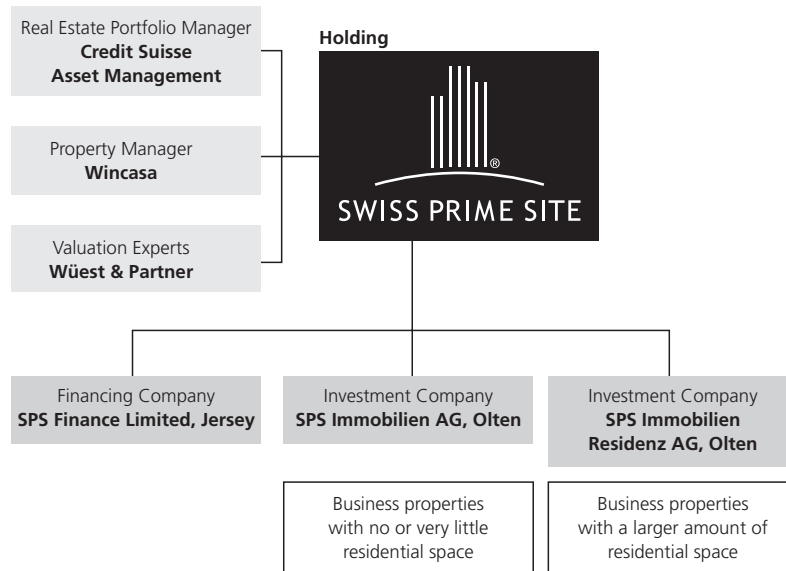 Real Estate Portfolio Manager
Credit Suisse
Asset Management
Property Manager
Wincasa
Valuation Experts
Wüest & Partner
Holding
®
SWISS PRIME SITE
Financing Company
SPS Finance Limited, Jersey
Investment Company
SPS Immobilien AG, Olten
Investment Company
SPS Immobilien
Residenz AG, Olten
Business properties
with no or very little
residential space
Business properties
with a larger amount of
residential space